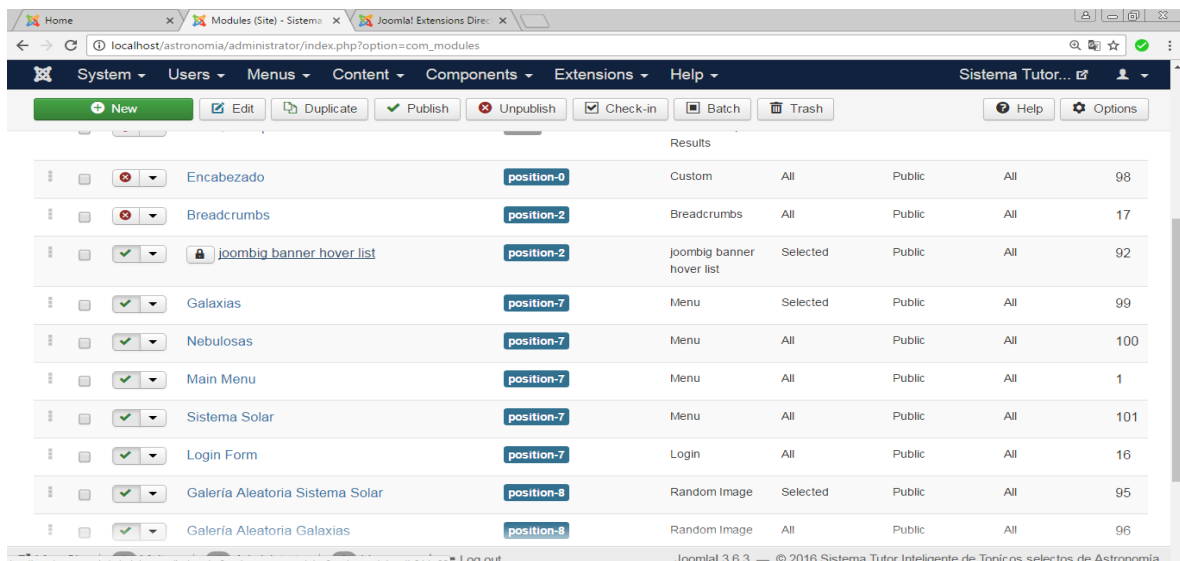 Home
Modules (Site) - Sistema
Joomla! Extensions Direc
localhost/astronomia/administrator/index.php?option=com_modules
System Users Menus Content Components Extensions Help Sistema Tutor...
New Edit Duplicate Publish Unpublish Check-in Batch Trash Help Options
Results
Encabezado position-0 Custom All Public All 98
Breadcrumbs position-2 Breadcrumbs All Public All 17
joombig banner hover list position-2 joombig banner hover list Selected Public All 92
Galaxias position-7 Menu Selected Public All 99
Nebulosas position-7 Menu All Public All 100
Main Menu position-7 Menu All Public All 1
Sistema Solar position-7 Menu All Public All 101
Login Form position-7 Login All Public All 16
Galería Aleatoria Sistema Solar position-8 Random Image Selected Public All 95
Galería Aleatoria Galaxias position-8 Random Image All Public All 96
Log out Joomla! 3.6.3 — © 2016 Sistema Tutor Inteligente de Topicos selectos de Astronomía